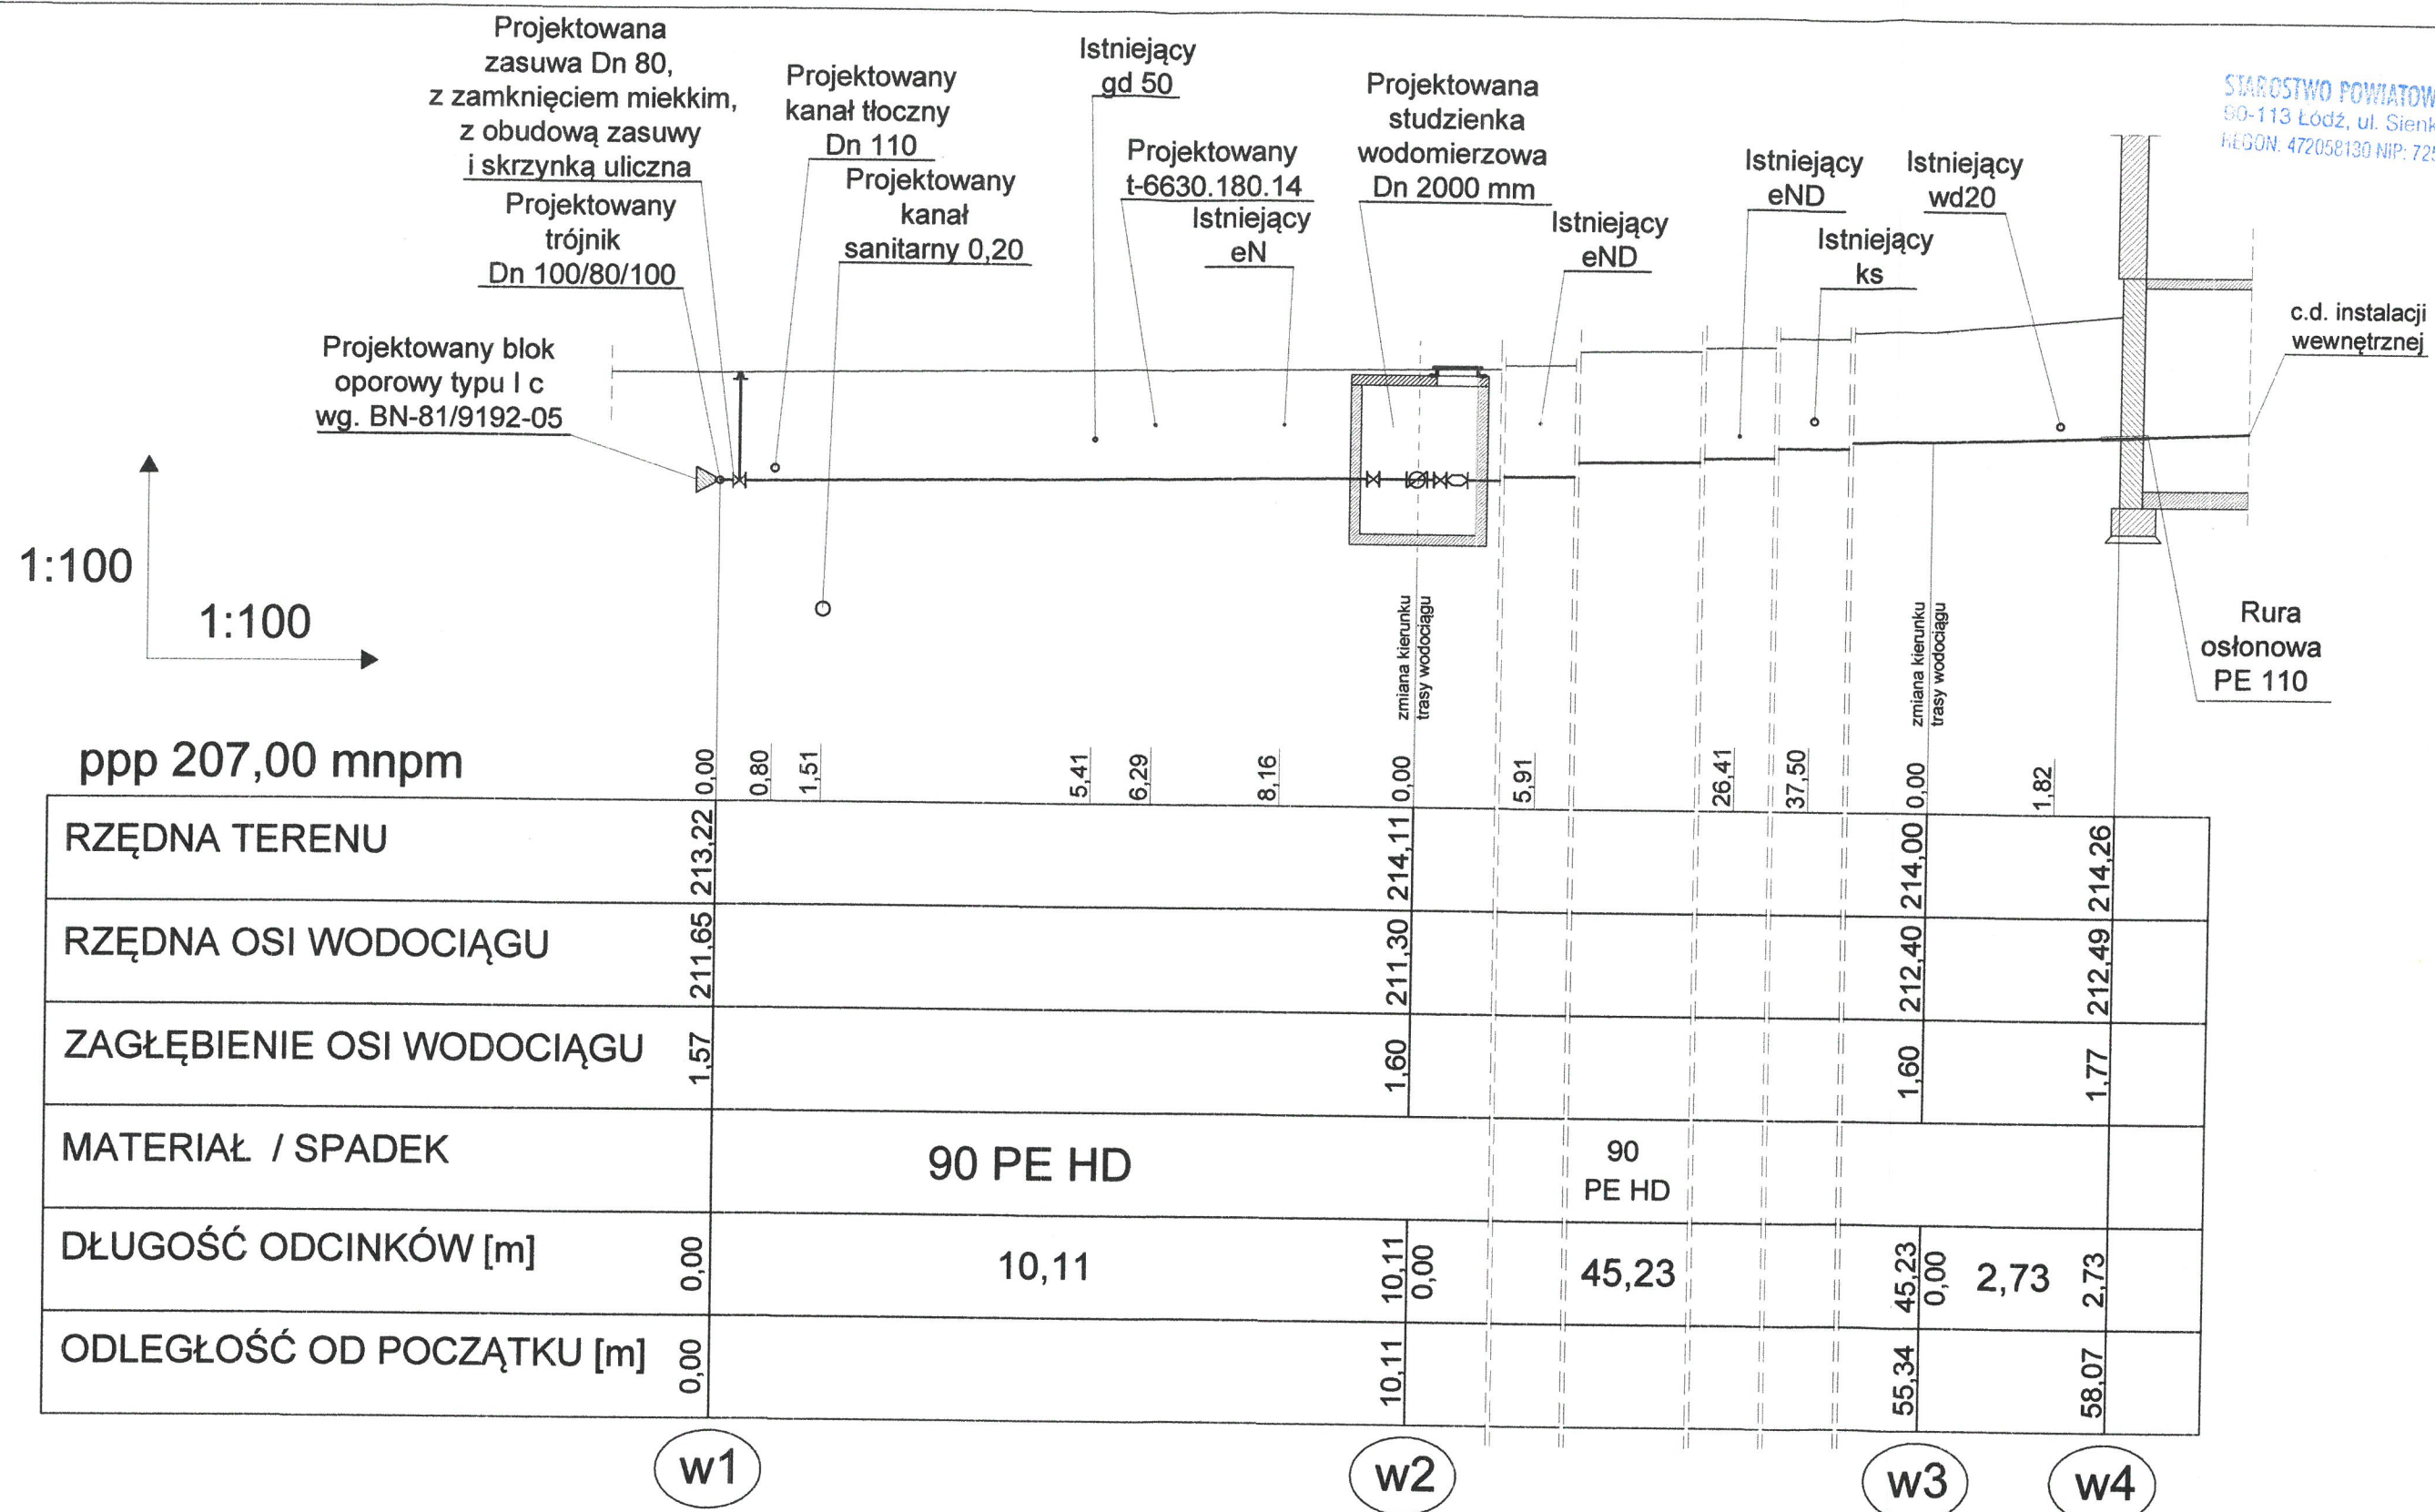 Projektowana
zasuwa Dn 80,
z zamknięciem miekkim,
z obudową zasuwy
i skrzynką uliczna
Projektowany
trójnik
Dn 100/80/100
Projektowany blok
oporowy typu I c
wg. BN-81/9192-05
Projektowany
kanał tłoczny
Dn 110
Projektowany
kanał
sanitarny 0,20
Istniejący
gd 50
Projektowany
t-6630.180.14
Istniejący
eN
Projektowana
studzienka
wodomierzowa
Dn 2000 mm
Istniejący
eND
Istniejący
eND
Istniejący
wd20
Istniejący
ks
STAROSTWO POWIATOW
90-113 Łódź, ul. Sienk
REGON: 472058130 NIP: 725
c.d. instalacji
wewnętrznej
Rura
osłonowa
PE 110
1:100
1:100
zmiana kierunku
trasy wodociągu
zmiana kierunku
trasy wodociągu
ppp 207,00 mnpm
0,00 0,80 1,51 5,41 6,29 8,16 0,00 5,91 26,41 37,50 0,00 1,82
RZĘDNA TERENU 213,22 214,11 214,00 214,26
RZĘDNA OSI WODOCIĄGU 211,65 211,30 212,40 212,49
ZAGŁĘBIENIE OSI WODOCIĄGU 1,57 1,60 1,60 1,77
MATERIAŁ / SPADEK 90 PE HD
90
PE HD
DŁUGOŚĆ ODCINKÓW [m] 0,00 10,11 10,11 0,00 45,23 45,23 0,00 2,73 2,73
ODLEGŁOŚĆ OD POCZĄTKU [m] 0,00 10,11 55,34 58,07
w1 w2 w3 w4